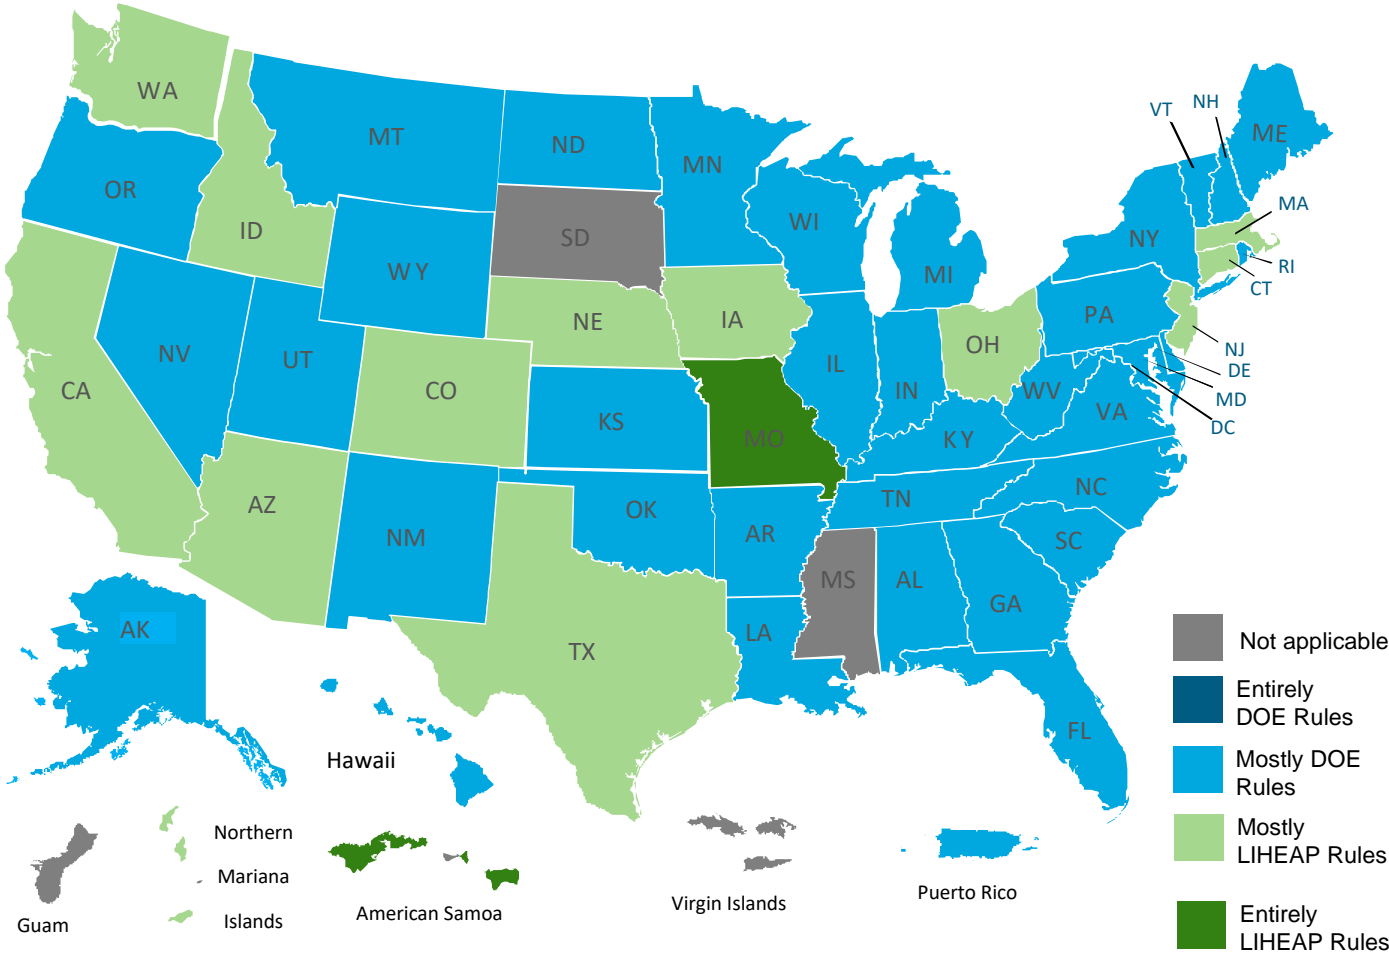 WA
MT
ND
MN
VT
NH
ME
OR
ID
SD
WI
MI
NY
MA
RI
CT
WY
NE
IA
PA
NJ
DE
MD
DC
NV
UT
CO
IL
IN
OH
WV
VA
CA
KS
MO
KY
AZ
NM
OK
AR
TN
NC
SC
MS
AL
GA
TX
LA
FL
AK
Hawaii
Not applicable
Entirely
DOE Rules
Mostly DOE
Rules
Mostly
LIHEAP Rules
Entirely
LIHEAP Rules
Guam
Northern
Mariana
Islands
American Samoa
Virgin Islands
Puerto Rico